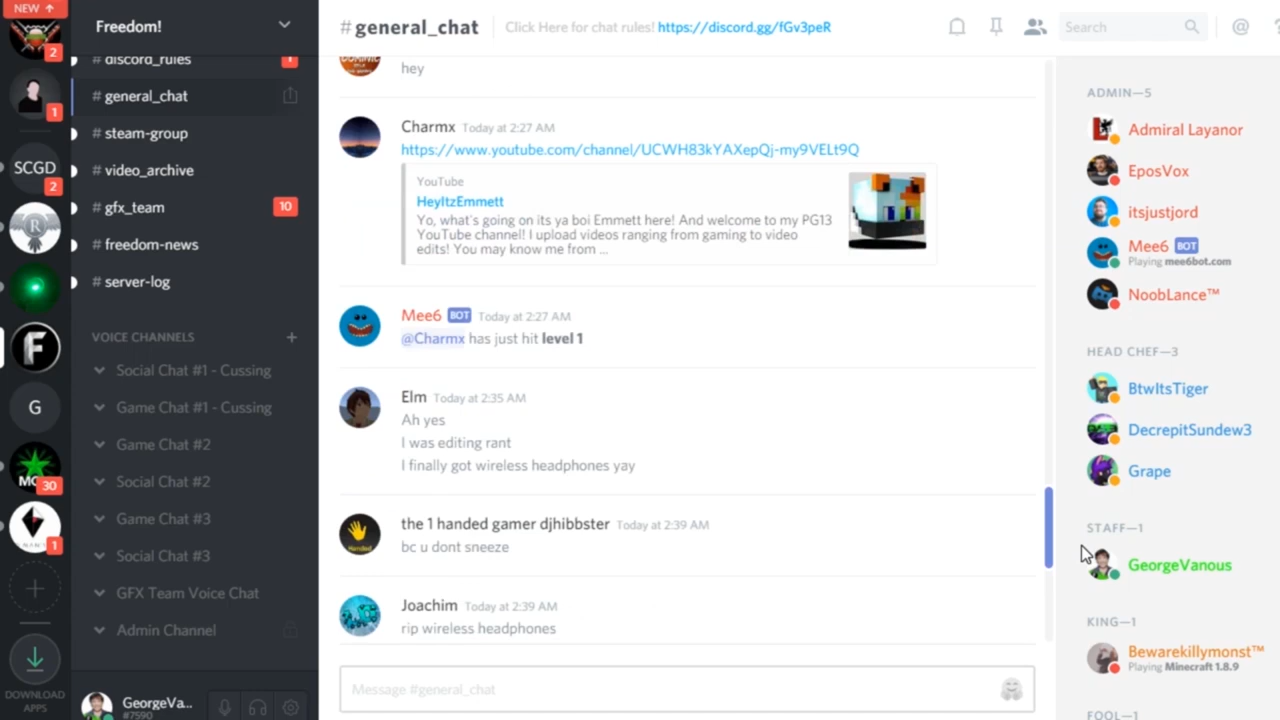 NEW ↑
2
1
SCGD
2
R
F
G
MC
30
1
DOWNLOAD
APPS
Freedom!
# discord_rules
1
# general_chat
# steam-group
# video_archive
# gfx_team
10
# freedom-news
# server-log
VOICE CHANNELS +
Social Chat #1 - Cussing
Game Chat #1 - Cussing
Game Chat #2
Social Chat #2
Game Chat #3
Social Chat #3
GFX Team Voice Chat
Admin Channel
GeorgeVa...
#7590
#general_chat
Click Here for chat rules! https://discord.gg/fGv3peR
Search
@
?
hey
Charmx Today at 2:27 AM
https://www.youtube.com/channel/UCWH83kYAXepQj-my9VELt9Q
YouTube
HeyItzEmmett
Yo, what's going on its ya boi Emmett here! And welcome to my PG13
YouTube channel! I upload videos ranging from gaming to video
edits! You may know me from ...
Mee6 BOT Today at 2:27 AM
@Charmx has just hit level 1
Elm Today at 2:35 AM
Ah yes
I was editing rant
I finally got wireless headphones yay
the 1 handed gamer djhibbster Today at 2:39 AM
bc u dont sneeze
Handed
Joachim Today at 2:39 AM
rip wireless headphones
Message #general_chat
ADMIN—5
Admiral Layanor
EposVox
itsjustjord
Mee6 BOT
Playing mee6bot.com
NoobLance™
HEAD CHEF—3
BtwItsTiger
DecrepitSundew3
Grape
STAFF—1
GeorgeVanous
KING—1
Bewarekillymonst™
Playing Minecraft 1.8.9
FOOL—1